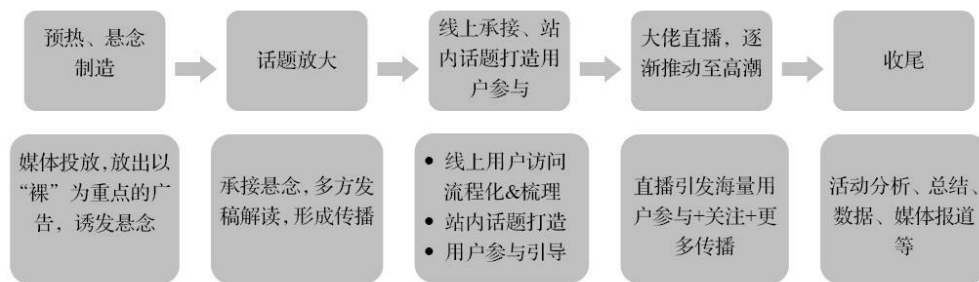 预热、悬念
制造
话题放大
线上承接、站
内话题打造用
户参与
大佬直播，逐
渐推动至高潮
收尾
媒体投放，放出以
“裸”为重点的广
告，诱发悬念
承接悬念，多方发
稿解读，形成传播
• 线上用户访问
流程化&梳理
• 站内话题打造
• 用户参与引导
直播引发海量用
户参与+关注+更
多传播
活动分析、总结、
数据、媒体报道
等